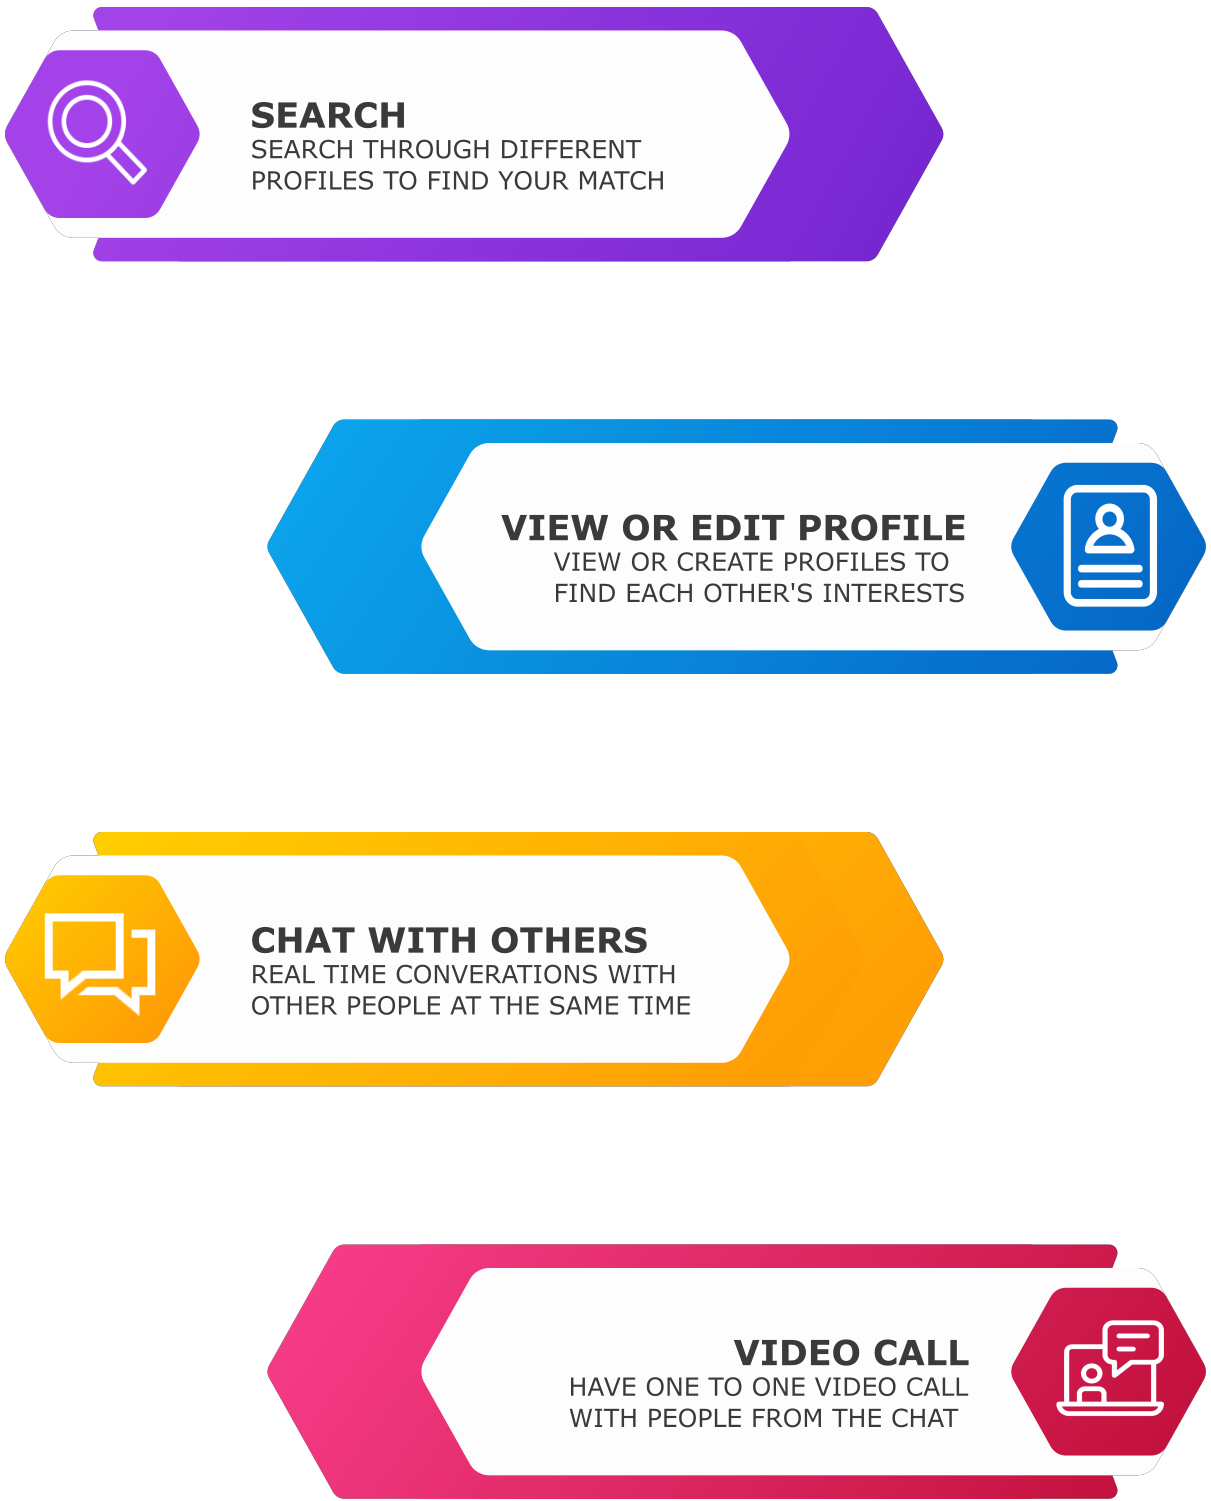 SEARCH
SEARCH THROUGH DIFFERENT
PROFILES TO FIND YOUR MATCH
VIEW OR EDIT PROFILE
VIEW OR CREATE PROFILES TO
FIND EACH OTHER'S INTERESTS
CHAT WITH OTHERS
REAL TIME CONVERATIONS WITH
OTHER PEOPLE AT THE SAME TIME
VIDEO CALL
HAVE ONE TO ONE VIDEO CALL
WITH PEOPLE FROM THE CHAT